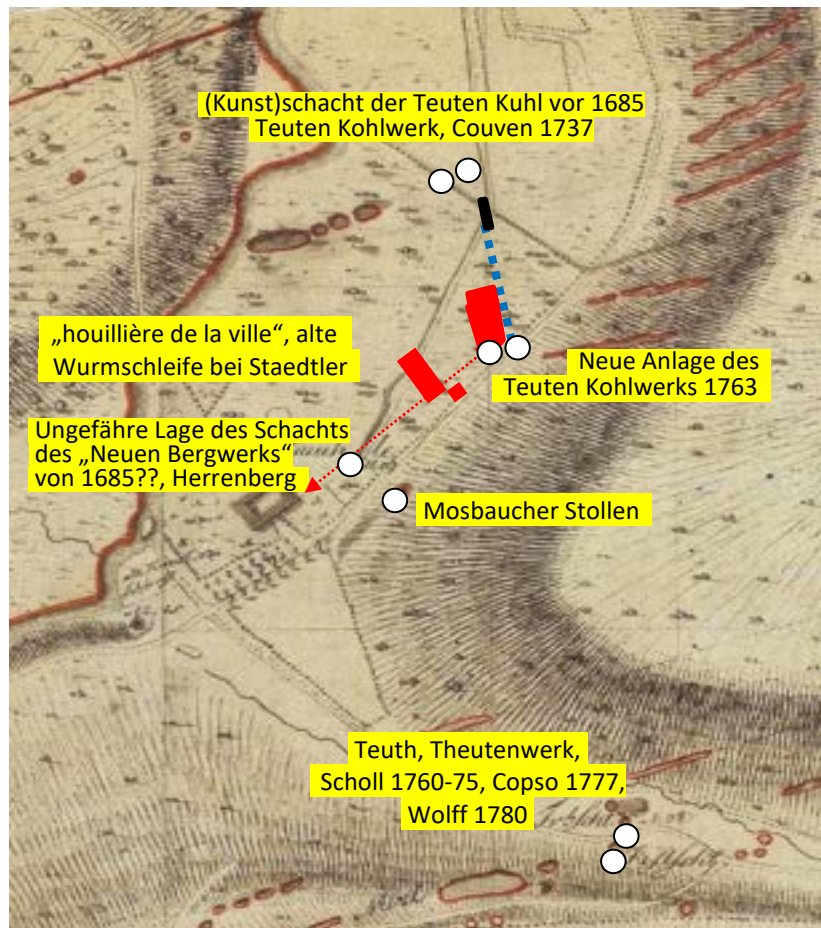 (Kunst)schacht der Teuten Kuhl vor 1685
Teuten Kohlwerk, Couven 1737
„houillière de la ville“, alte
Wurmschleife bei Staedtler
Neue Anlage des
Teuten Kohlwerks 1763
Ungefähre Lage des Schachts
des „Neuen Bergwerks“
von 1685??, Herrenberg
Mosbaucher Stollen
Teuth, Theutenwerk,
Scholl 1760-75, Copso 1777,
Wolff 1780